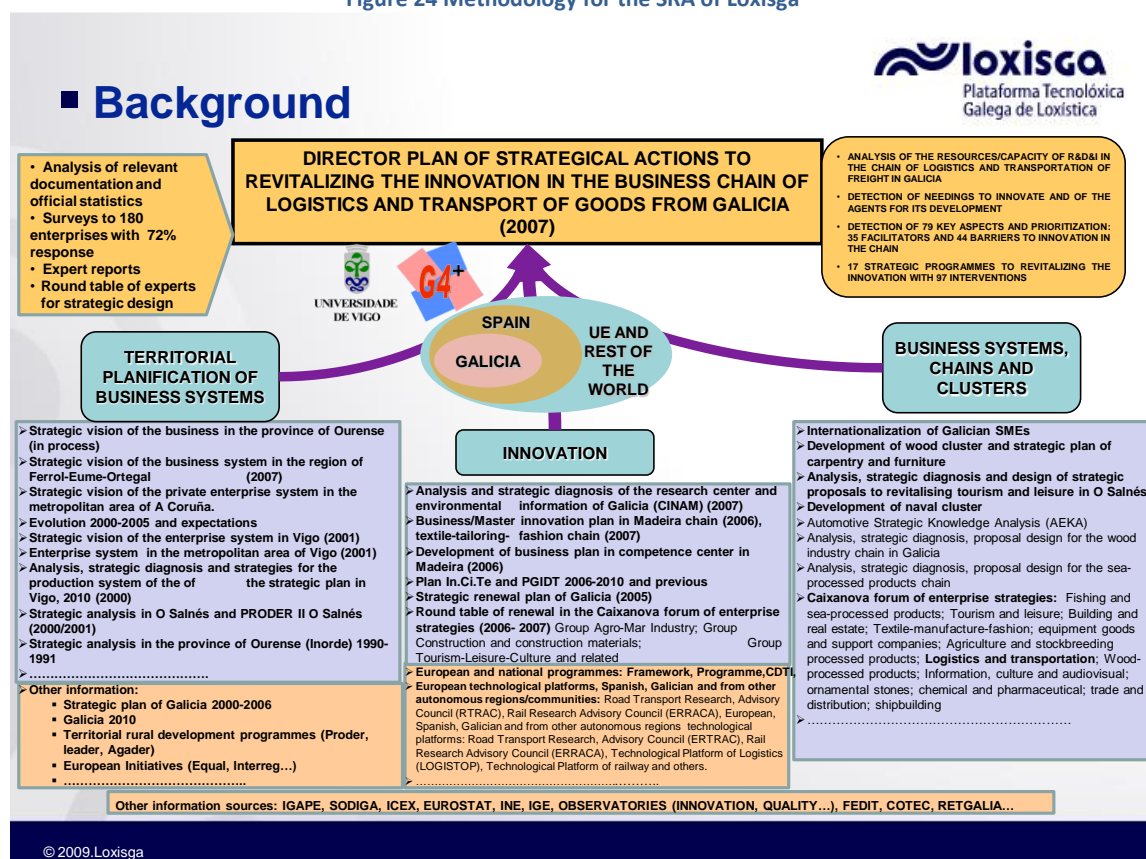 Figure 24 Methodology for the SRA of Loxisga
loxisga
Plataforma Tecnolóxica
Galega de Loxística
▪ Background
• Analysis of relevant
documentation and
official statistics
• Surveys to 180
enterprises with 72%
response
• Expert reports
• Round table of experts
for strategic design
DIRECTOR PLAN OF STRATEGICAL ACTIONS TO
REVITALIZING THE INNOVATION IN THE BUSINESS CHAIN OF
LOGISTICS AND TRANSPORT OF GOODS FROM GALICIA
(2007)
• ANALYSIS OF THE RESOURCES/CAPACITY OF R&D&I IN
THE CHAIN OF LOGISTICS AND TRANSPORTATION OF
FREIGHT IN GALICIA
• DETECTION OF NEEDINGS TO INNOVATE AND OF THE
AGENTS FOR ITS DEVELOPMENT
• DETECTION OF 79 KEY ASPECTS AND PRIORITIZATION:
35 FACILITATORS AND 44 BARRIERS TO INNOVATION IN
THE CHAIN
• 17 STRATEGIC PROGRAMMES TO REVITALIZING THE
INNOVATION WITH 97 INTERVENTIONS
UNIVERSIDADE
DE VIGO
G4+
SPAIN
GALICIA
UE AND
REST OF
THE
WORLD
TERRITORIAL
PLANIFICATION OF
BUSINESS SYSTEMS
INNOVATION
BUSINESS SYSTEMS,
CHAINS AND
CLUSTERS
➢Strategic vision of the business in the province of Ourense
(in process)
➢Strategic vision of the business system in the region of
Ferrol-Eume-Ortegal (2007)
➢Strategic vision of the private enterprise system in the
metropolitan area of A Coruña.
➢Evolution 2000-2005 and expectations
➢Strategic vision of the enterprise system in Vigo (2001)
➢Enterprise system in the metropolitan area of Vigo (2001)
➢Analysis, strategic diagnosis and strategies for the
production system of the of the strategic plan in
Vigo, 2010 (2000)
➢Strategic analysis in O Salnés and PRODER II O Salnés
(2000/2001)
➢Strategic analysis in the province of Ourense (Inorde) 1990-
1991
➢……………………………………
➢Other information:
▪ Strategic plan of Galicia 2000-2006
▪ Galicia 2010
▪ Territorial rural development programmes (Proder,
leader, Agader)
▪ European Initiatives (Equal, Interreg…)
▪ ……………………………………
➢Analysis and strategic diagnosis of the research center and
environmental information of Galicia (CINAM) (2007)
➢Business/Master innovation plan in Madeira chain (2006),
textile-tailoring- fashion chain (2007)
➢Development of business plan in competence center in
Madeira (2006)
➢Plan In.Ci.Te and PGIDT 2006-2010 and previous
➢Strategic renewal plan of Galicia (2005)
➢Round table of renewal in the Caixanova forum of enterprise
strategies (2006- 2007) Group Agro-Mar Industry; Group
Construction and construction materials; Group
Tourism-Leisure-Culture and related
➢European and national programmes: Framework, Programme,CDTI,
➢European technological platforms, Spanish, Galician and from other
autonomous regions/communities: Road Transport Research, Advisory
Council (RTRAC), Rail Research Advisory Council (ERRACA), European,
Spanish, Galician and from other autonomous regions technological
platforms: Road Transport Research, Advisory Council (ERTRAC), Rail
Research Advisory Council (ERRACA), Technological Platform of Logistics
(LOGISTOP), Technological Platform of railway and others.
➢……………………………………………………
➢Internationalization of Galician SMEs
➢Development of wood cluster and strategic plan of
carpentry and furniture
➢Analysis, strategic diagnosis and design of strategic
proposals to revitalising tourism and leisure in O Salnés
➢Development of naval cluster
➢Automotive Strategic Knowledge Analysis (AEKA)
➢Analysis, strategic diagnosis, proposal design for the wood
industry chain in Galicia
➢Analysis, strategic diagnosis, proposal design for the sea-
processed products chain
➢Caixanova forum of enterprise strategies: Fishing and
sea-processed products; Tourism and leisure; Building and
real estate; Textile-manufacture-fashion; equipment goods
and support companies; Agriculture and stockbreeding
processed products; Logistics and transportation; Wood-
processed products; Information, culture and audiovisual;
ornamental stones; chemical and pharmaceutical; trade and
distribution; shipbuilding
➢……………………………………………………
Other information sources: IGAPE, SODIGA, ICEX, EUROSTAT, INE, IGE, OBSERVATORIES (INNOVATION, QUALITY…), FEDIT, COTEC, RETGALIA…
© 2009.Loxisga